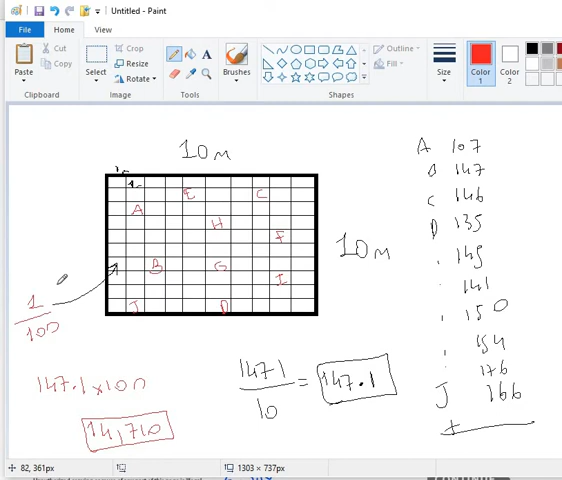 Untitled - Paint
File
Home
View
Paste
Cut
Copy
Clipboard
Select
Crop
Resize
Rotate
Image
Tools
Brushes
Shapes
Outline
Fill
Size
Color 1
Color 2
10m
10m
E
C
A
H
F
B
G
I
J
D
1/100
147.1 x 100
14,710
1471/10 = 147.1
A 107
B 147
C 146
D 135
145
141
150
154
176
J 166
+
82, 361px
1303 × 737px